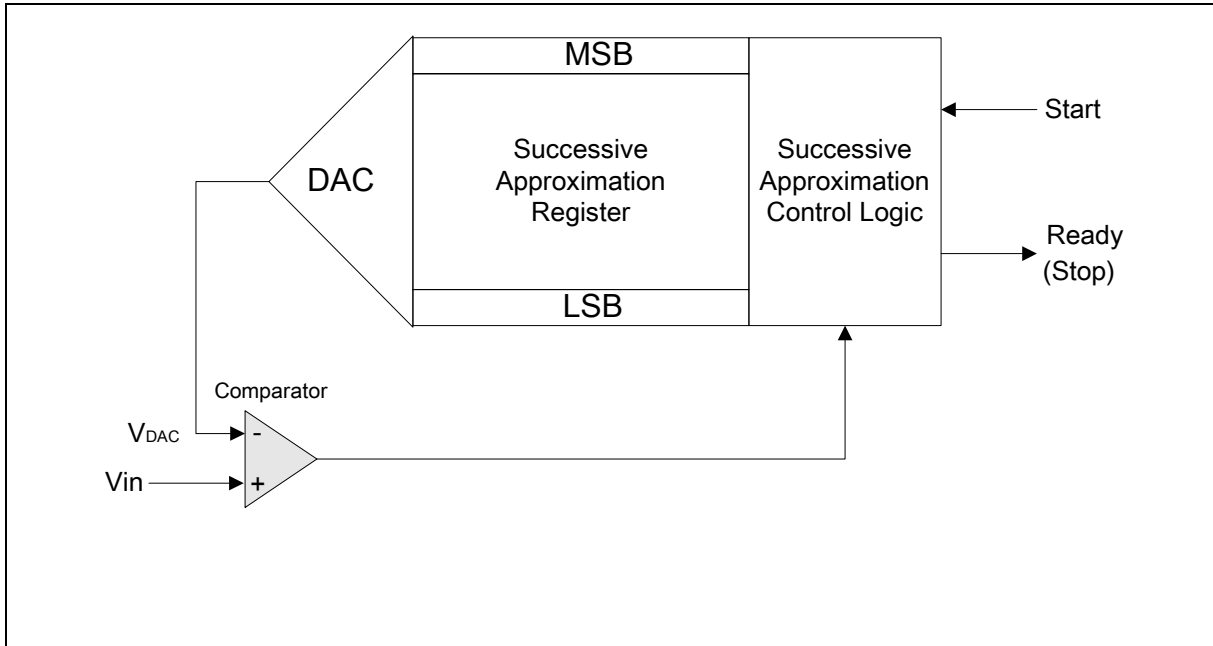 MSB
DAC
Successive
Approximation
Register
Successive
Approximation
Control Logic
Start
Ready
(Stop)
LSB
Comparator
VDAC
-
Vin
+